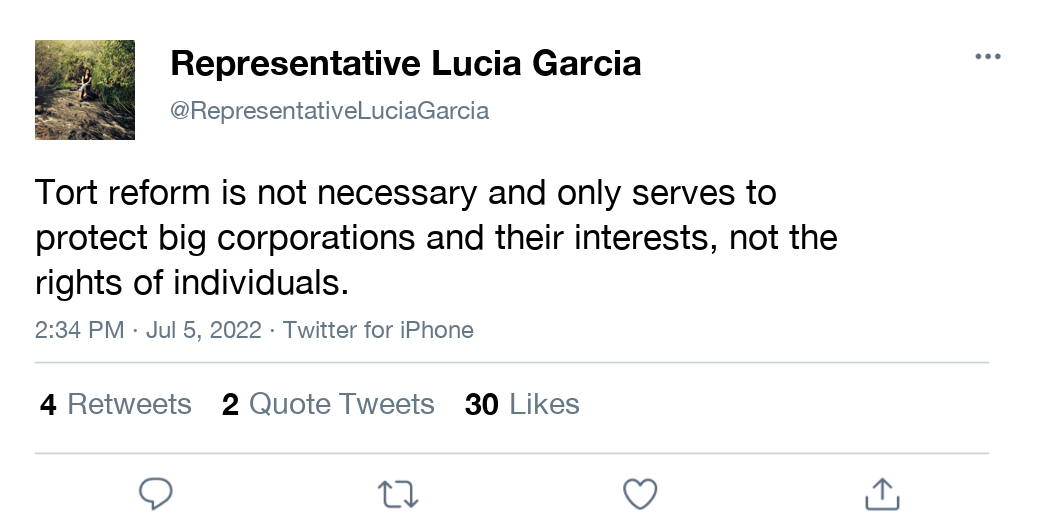 Representative Lucia Garcia
@RepresentativeLuciaGarcia
Tort reform is not necessary and only serves to
protect big corporations and their interests, not the
rights of individuals.
2:34 PM · Jul 5, 2022 · Twitter for iPhone
4 Retweets 2 Quote Tweets 30 Likes